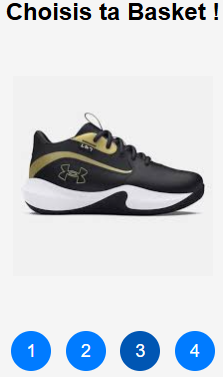 Choisis ta Basket !
1 2 3 4